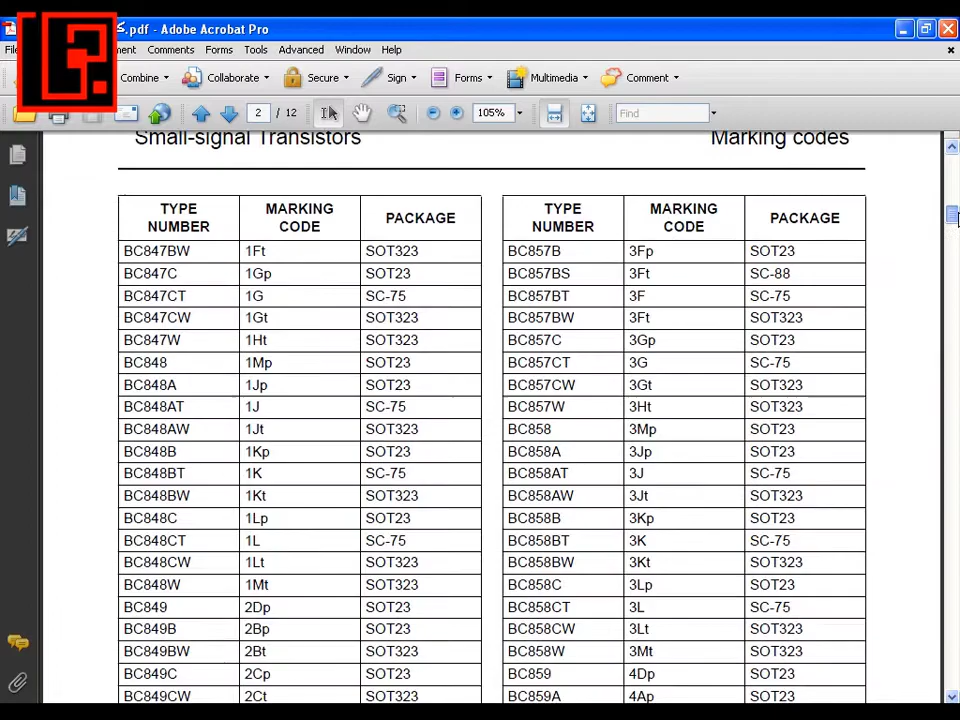 .pdf - Adobe Acrobat Pro
ment Comments Forms Tools Advanced Window Help
Combine Collaborate Secure Sign Forms Multimedia Comment
2 / 12 105% Find
Small-signal Transistors Marking codes
TYPE NUMBER MARKING CODE PACKAGE
BC847BW 1Ft SOT323
BC847C 1Gp SOT23
BC847CT 1G SC-75
BC847CW 1Gt SOT323
BC847W 1Ht SOT323
BC848 1Mp SOT23
BC848A 1Jp SOT23
BC848AT 1J SC-75
BC848AW 1Jt SOT323
BC848B 1Kp SOT23
BC848BT 1K SC-75
BC848BW 1Kt SOT323
BC848C 1Lp SOT23
BC848CT 1L SC-75
BC848CW 1Lt SOT323
BC848W 1Mt SOT323
BC849 2Dp SOT23
BC849B 2Bp SOT23
BC849BW 2Bt SOT323
BC849C 2Cp SOT23
BC849CW 2Ct SOT323
TYPE NUMBER MARKING CODE PACKAGE
BC857B 3Fp SOT23
BC857BS 3Ft SC-88
BC857BT 3F SC-75
BC857BW 3Ft SOT323
BC857C 3Gp SOT23
BC857CT 3G SC-75
BC857CW 3Gt SOT323
BC857W 3Ht SOT323
BC858 3Mp SOT23
BC858A 3Jp SOT23
BC858AT 3J SC-75
BC858AW 3Jt SOT323
BC858B 3Kp SOT23
BC858BT 3K SC-75
BC858BW 3Kt SOT323
BC858C 3Lp SOT23
BC858CT 3L SC-75
BC858CW 3Lt SOT323
BC858W 3Mt SOT323
BC859 4Dp SOT23
BC859A 4Ap SOT23